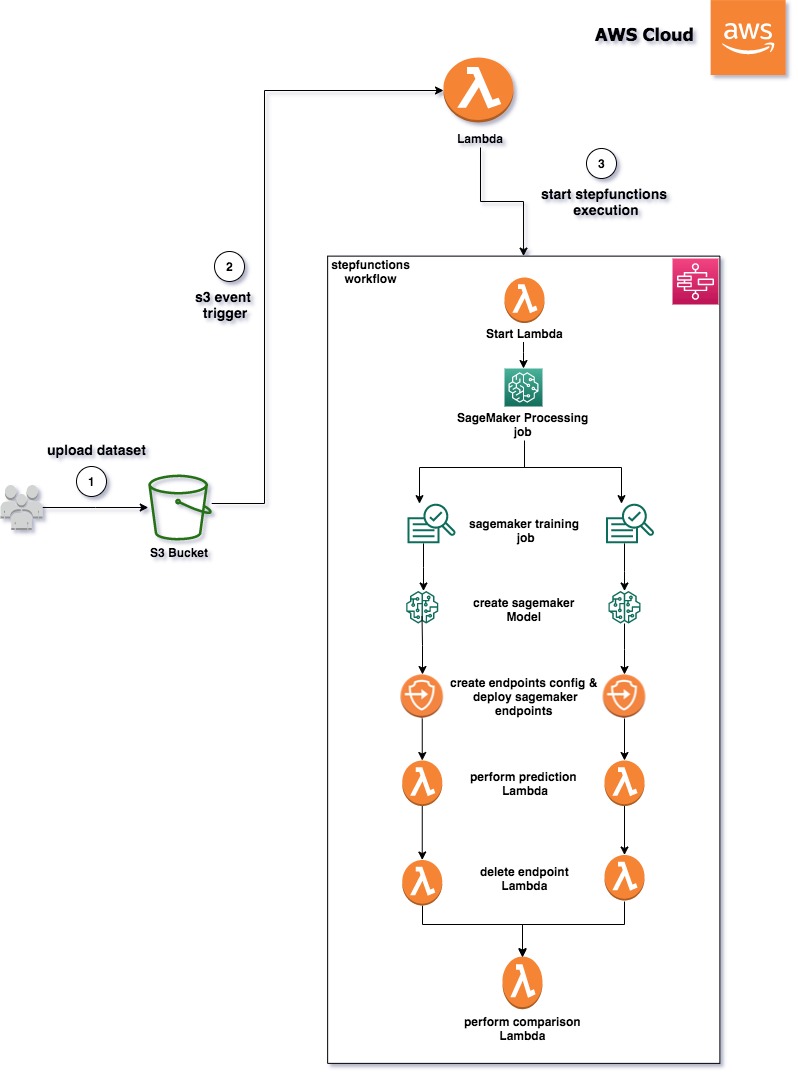 AWS Cloud
aws
Lambda
3
start stepfunctions
execution
2
s3 event
trigger
stepfunctions
workflow
Start Lambda
SageMaker Processing
job
upload dataset
1
S3 Bucket
sagemaker training
job
create sagemaker
Model
create endpoints config &
deploy sagemaker
endpoints
perform prediction
Lambda
delete endpoint
Lambda
perform comparison
Lambda